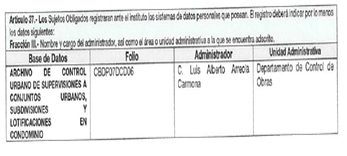 Artículo 37.- Los Sujetos Obligados registraran ante el instituto los sistemas de datos personales que posean. El registro deberá indicar por lo menos
los datos siguientes:
Fracción III.- Nombre y cargo del administrador, así como el área o unidad administrativa a la que se encuentra adscrito.
Base de Datos Folio Administrador Unidad Administrativa
ARCHIVO DE CONTROL CBDP07DCD06 C. Luis Alberto Arreola Departamento de Control de
URBANO DE SUPERVISIONES A Carmona Obras
CONJUNTOS URBANOS,
SUBDIVISIONES Y
LOTIFICACIONES EN
CONDOMINIO